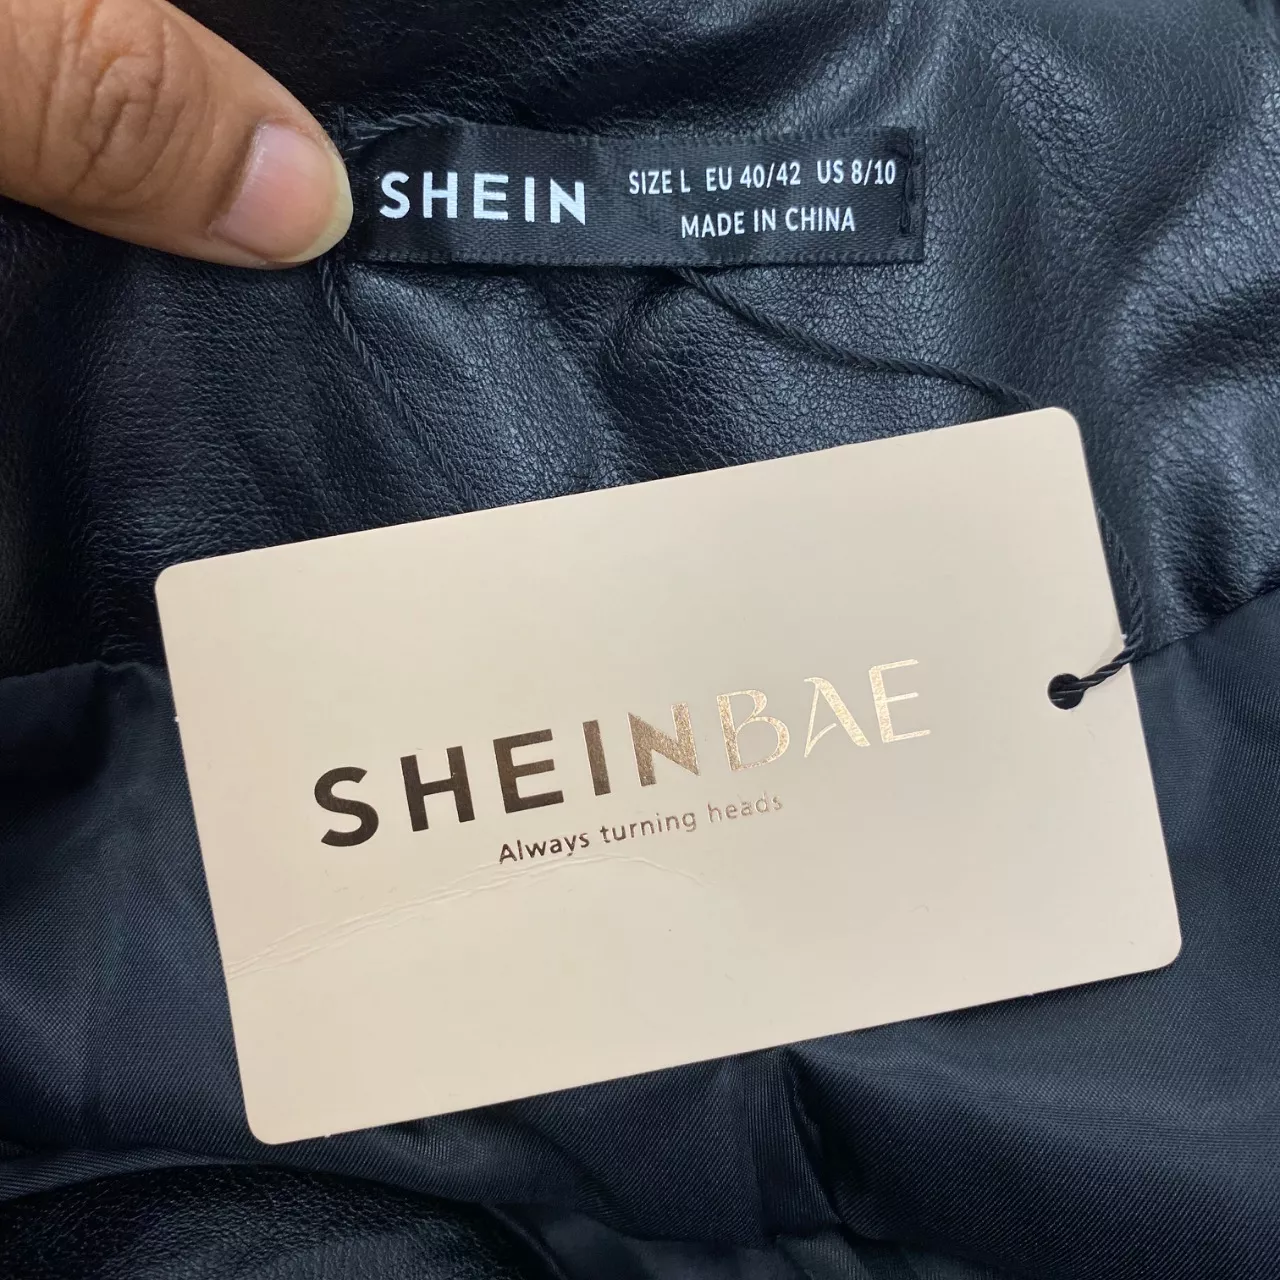 SHEIN
SIZE L EU 40/42 US 8/10
MADE IN CHINA
SHEINBAE
Always turning heads